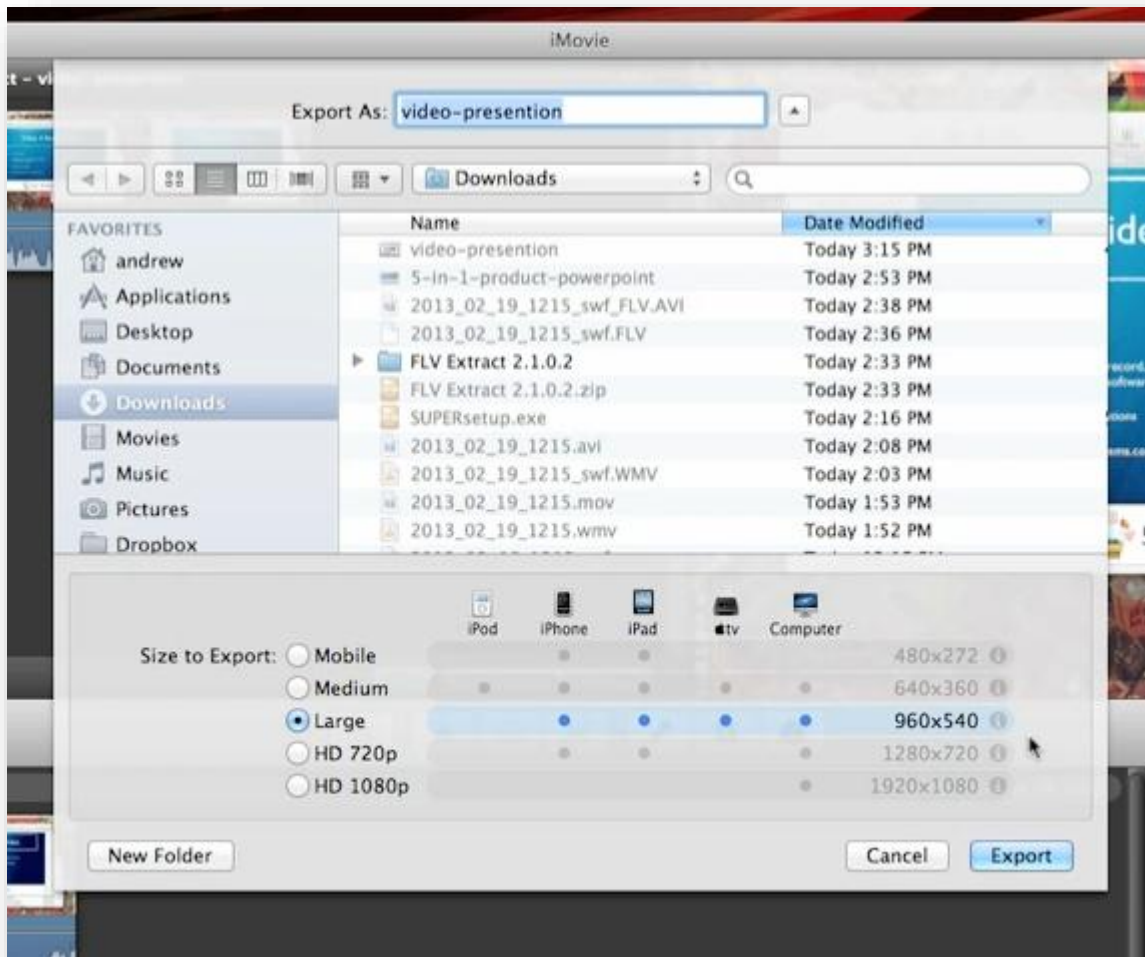 iMovie
Export As: video-presention
Downloads
FAVORITES
andrew
Applications
Desktop
Documents
Downloads
Movies
Music
Pictures
Dropbox
Name Date Modified
video-presention Today 3:15 PM
5-in-1-product-powerpoint Today 2:53 PM
2013_02_19_1215_swf_FLV.AVI Today 2:38 PM
2013_02_19_1215_swf.FLV Today 2:36 PM
FLV Extract 2.1.0.2 Today 2:33 PM
FLV Extract 2.1.0.2.zip Today 2:33 PM
SUPERsetup.exe Today 2:16 PM
2013_02_19_1215.avi Today 2:08 PM
2013_02_19_1215_swf.WMV Today 2:03 PM
2013_02_19_1215.mov Today 1:53 PM
2013_02_19_1215.wmv Today 1:52 PM
iPod iPhone iPad tv Computer
Size to Export: Mobile 480x272
Medium 640x360
Large 960x540
HD 720p 1280x720
HD 1080p 1920x1080
New Folder Cancel Export